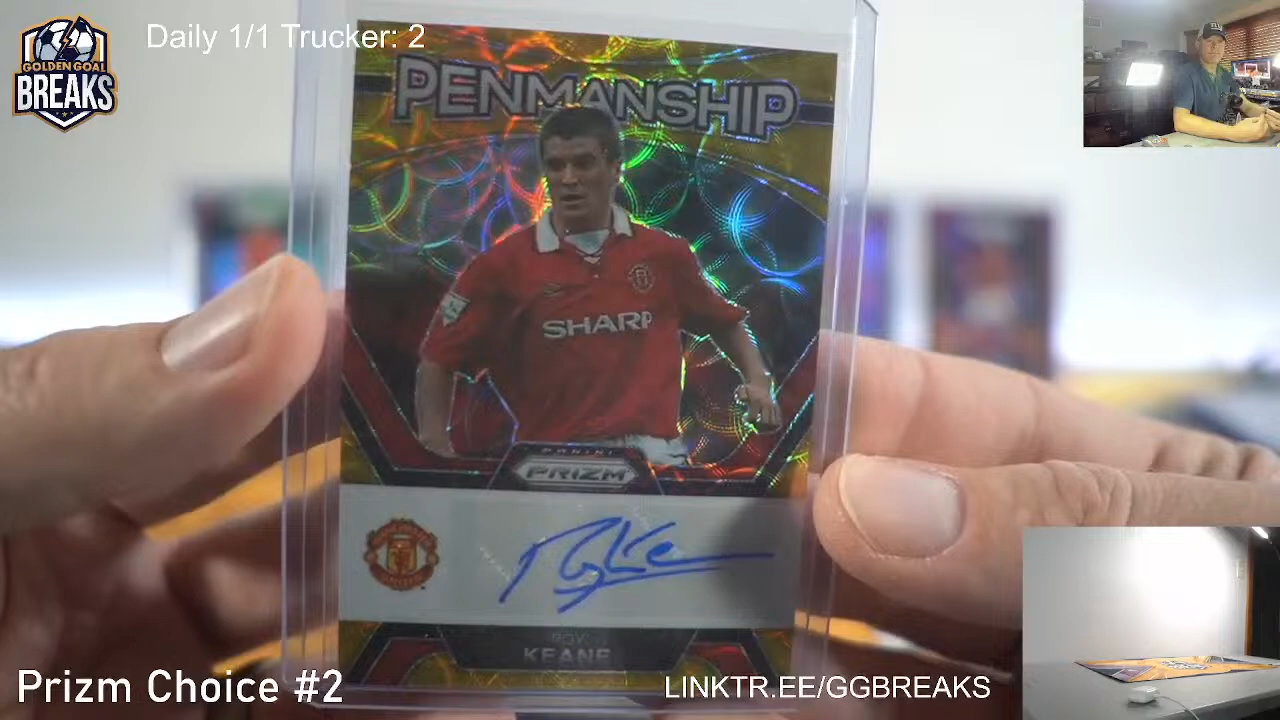 GOLDEN GOAL
BREAKS
Daily 1/1 Trucker: 2
PENMANSHIP
SHARP
PANINI
PRIZM
UNITED
ROY
KEANE
Prizm Choice #2
LINKTR.EE/GGBREAKS